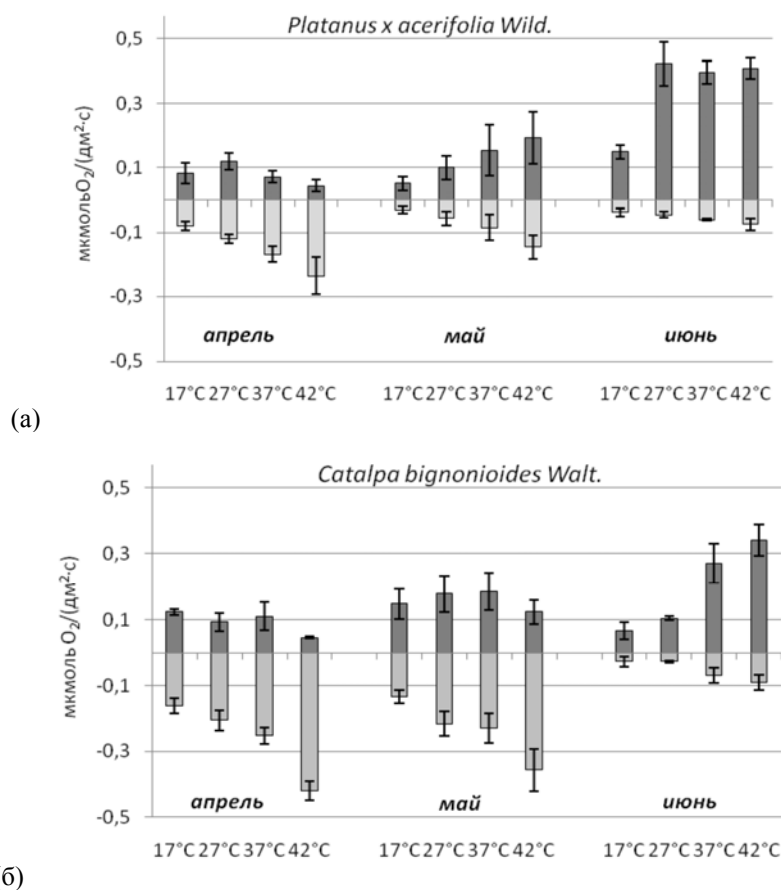 Platanus x acerifolia Wild.
мкмольO₂/(дм²·с)
0,5
0,3
0,1
-0,1
-0,3
-0,5
апрель май июнь
17°C 27°C 37°C 42°C 17°C 27°C 37°C 42°C 17°C 27°C 37°C 42°C
(а)
Catalpa bignonioides Walt.
мкмоль O₂/(дм²·с)
0,5
0,3
0,1
-0,1
-0,3
-0,5
апрель май июнь
17°C 27°C 37°C 42°C 17°C 27°C 37°C 42°C 17°C 27°C 37°C 42°C
б)